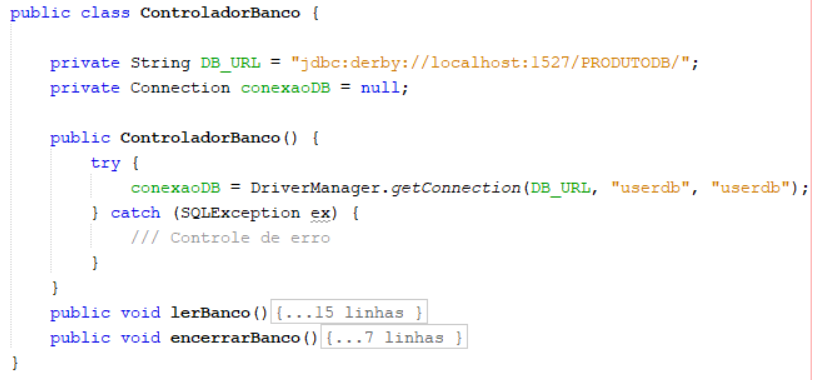 public class ControladorBanco {
private String DB_URL = "jdbc:derby://localhost:1527/PRODUTODB/";
private Connection conexaoDB = null;
public ControladorBanco() {
try {
conexaoDB = DriverManager.getConnection(DB_URL, "userdb", "userdb");
} catch (SQLException ex) {
/// Controle de erro
}
}
public void lerBanco() {...15 linhas }
public void encerrarBanco() {...7 linhas }
}